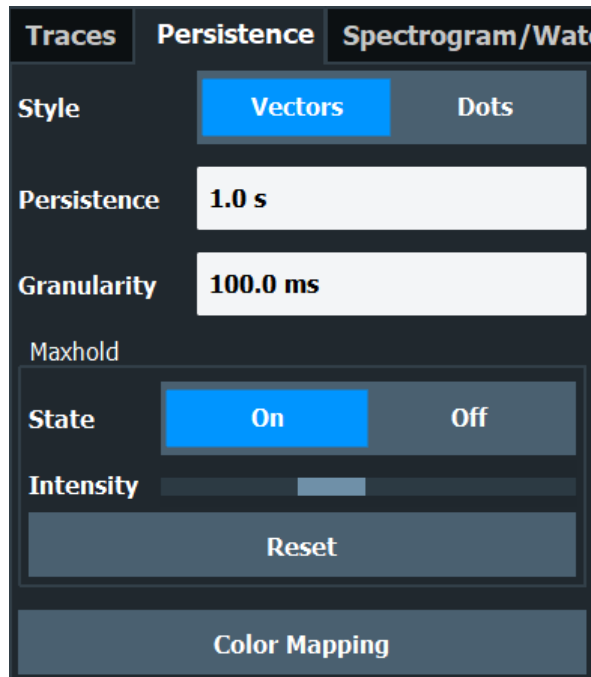 Traces Persistence Spectrogram/Wat
Style Vectors Dots
Persistence 1.0 s
Granularity 100.0 ms
Maxhold
State On Off
Intensity
Reset
Color Mapping